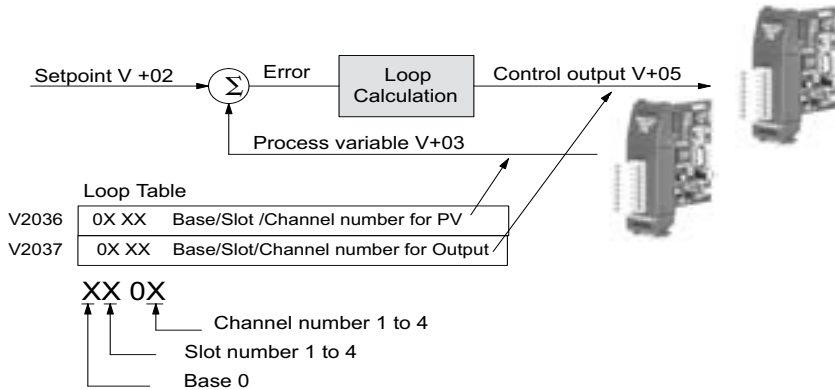 Setpoint V +02
Σ
Error
Loop
Calculation
Control output V+05
Process variable V+03
Loop Table
V2036 0X XX Base/Slot /Channel number for PV
V2037 0X XX Base/Slot/Channel number for Output
XX 0X
Channel number 1 to 4
Slot number 1 to 4
Base 0